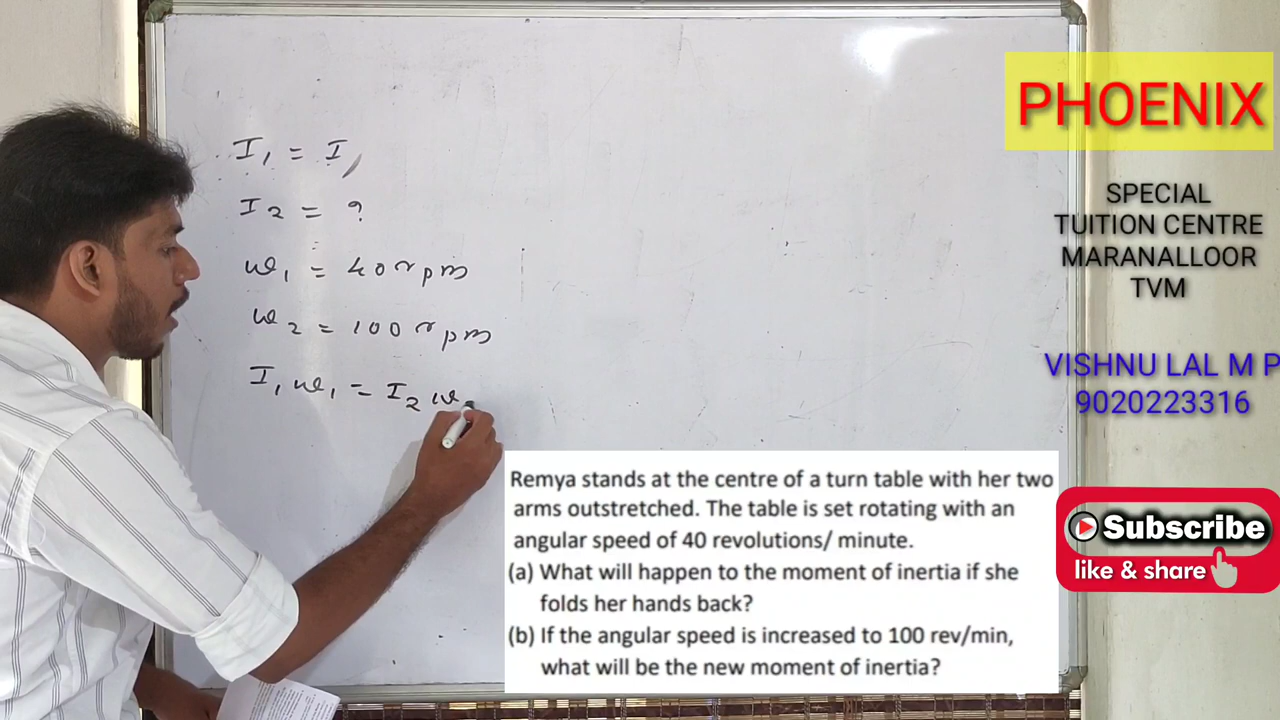 I₁ = I₁
I₂ = ?
ω₁ = 40 rpm
ω₂ = 100 rpm
I₁ ω₁ = I₂ ω
PHOENIX
SPECIAL
TUITION CENTRE
MARANALLOOR
TVM
VISHNU LAL M P
9020223316
Subscribe
like & share
Remya stands at the centre of a turn table with her two
arms outstretched. The table is set rotating with an
angular speed of 40 revolutions/ minute.
(a) What will happen to the moment of inertia if she
folds her hands back?
(b) If the angular speed is increased to 100 rev/min,
what will be the new moment of inertia?